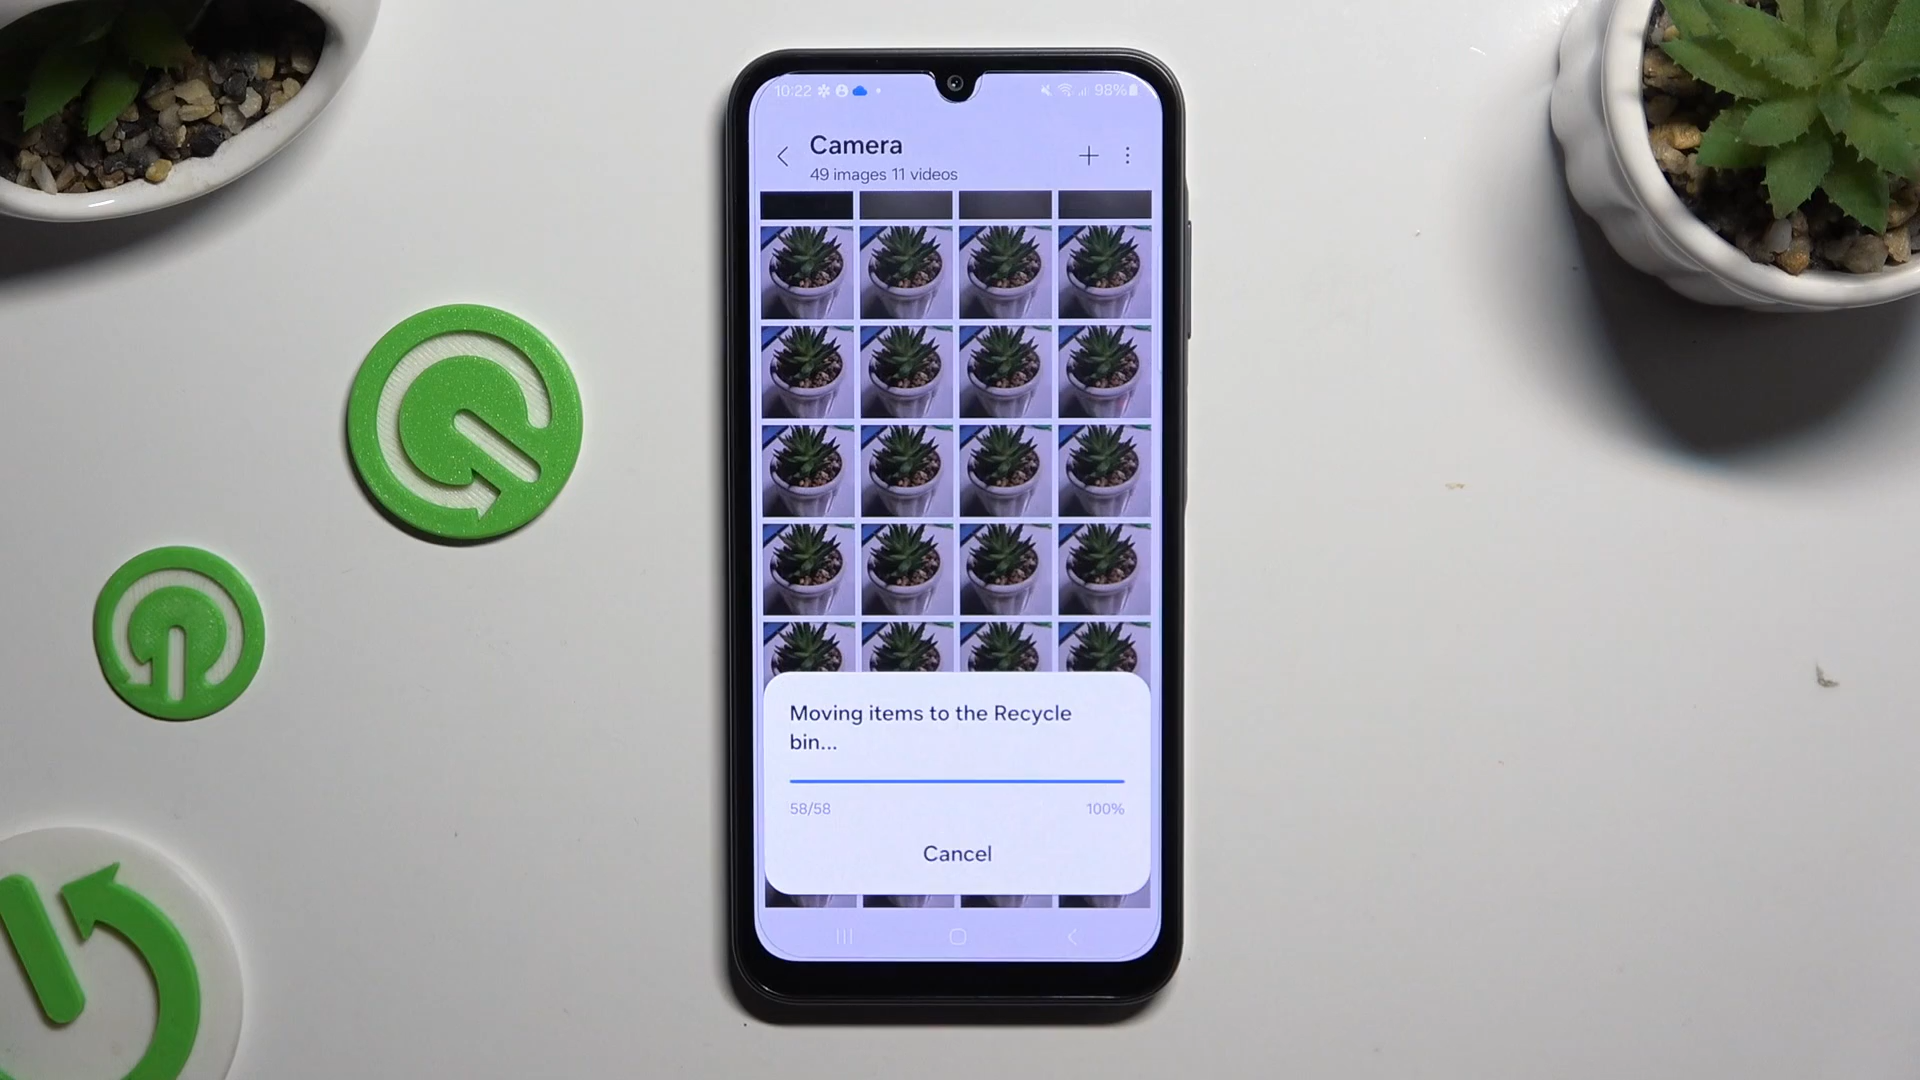 10:22 98%
Camera
49 images 11 videos
Moving items to the Recycle
bin...
58/58 100%
Cancel